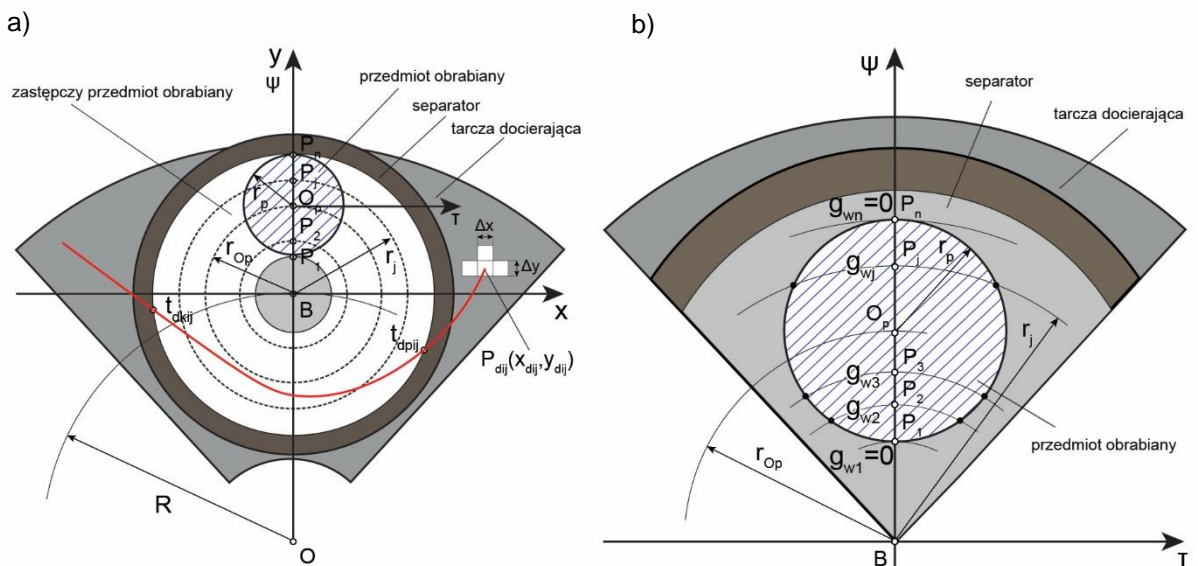 a)
y
ψ
zastępczy przedmiot obrabiany
przedmiot obrabiany
separator
tarcza docierająca
Pn
Pj
rp
Op
τ
P2
P1
rOp
rj
Δx
Δy
B
x
tdkij
tdpij
Pdij(xdij,ydij)
R
O
b)
ψ
separator
tarcza docierająca
gwn=0 Pn
gwj Pj rp
Op
rj
gw3 P3
gw2 P2
P1
gw1=0
przedmiot obrabiany
rOp
B
τ